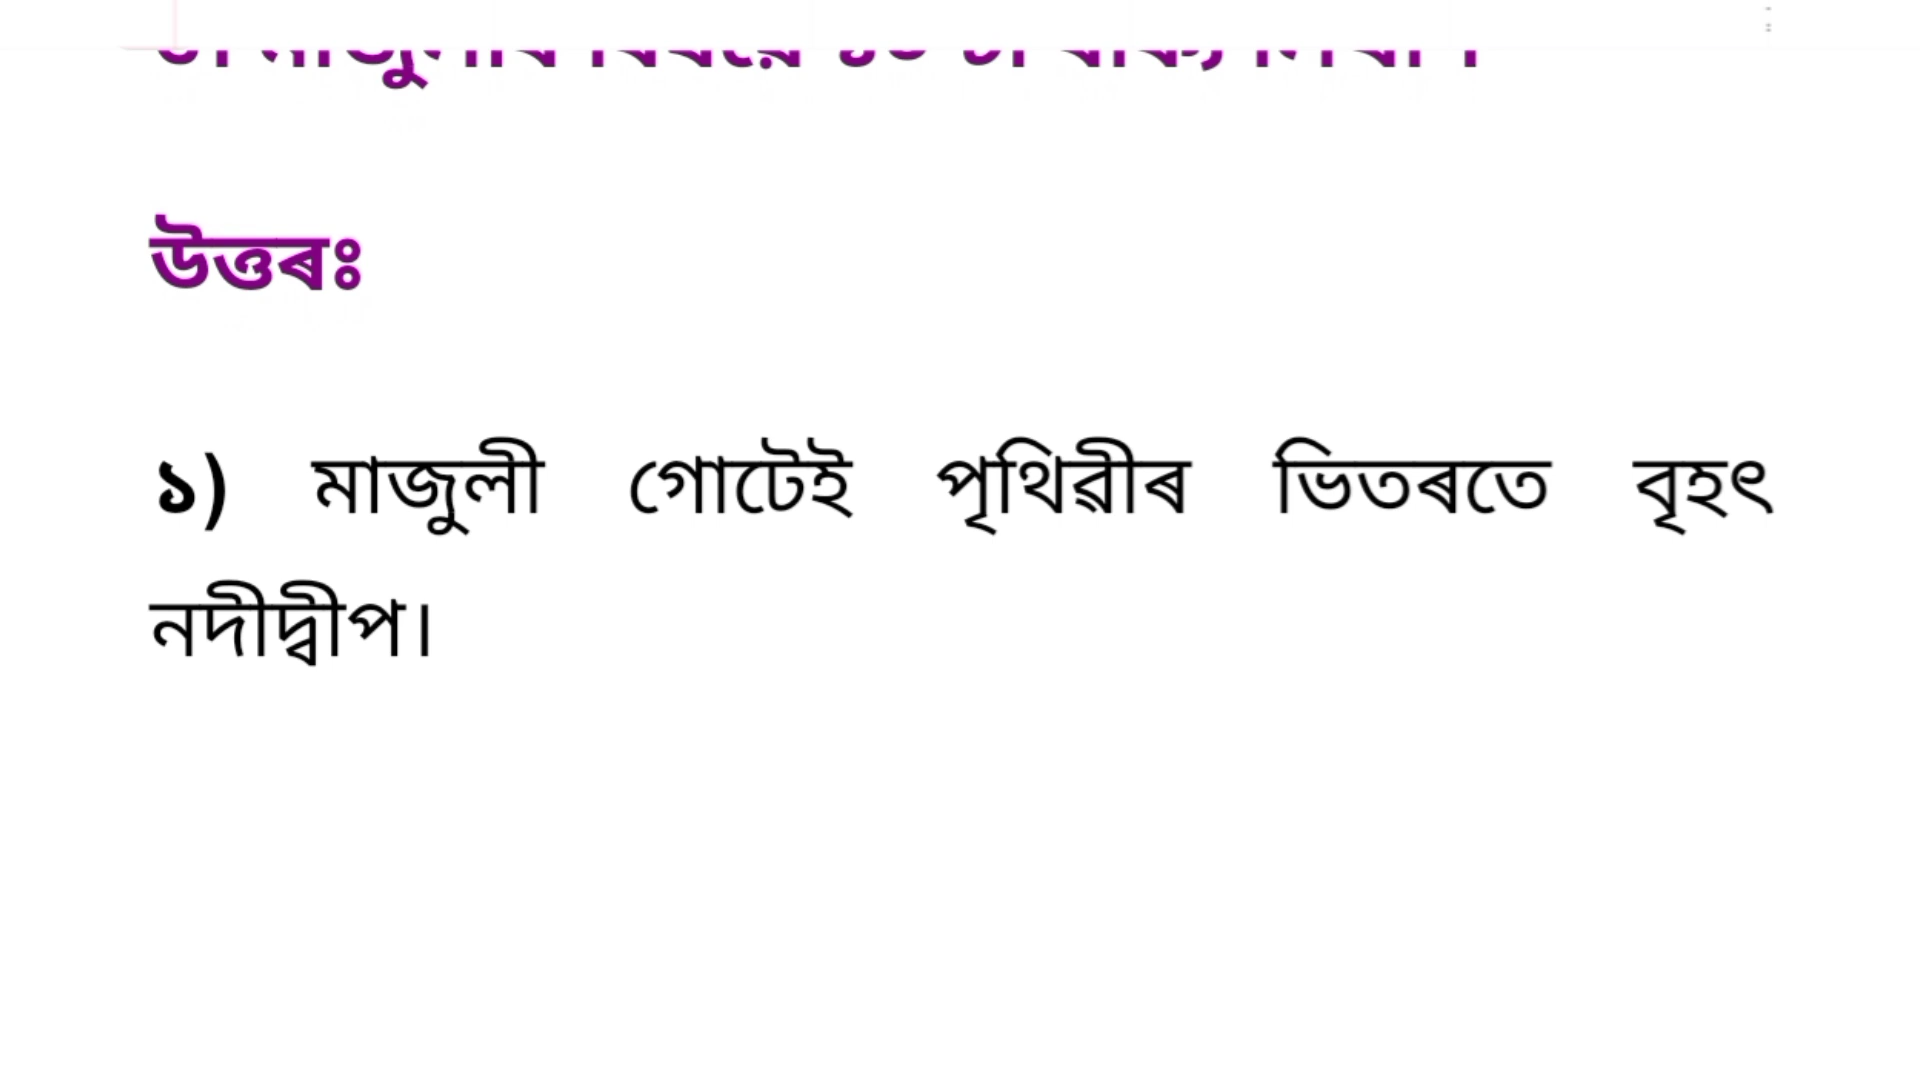 উত্তৰঃ
১) মাজুলী গোটেই পৃথিৱীৰ ভিতৰতে বৃহৎ
নদীদ্বীপ।